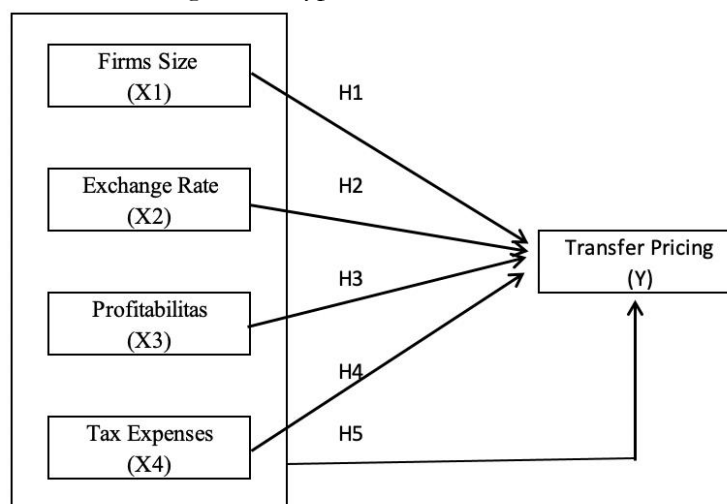 Firms Size
(X1)
H1
Exchange Rate
(X2)
H2
Transfer Pricing
(Y)
Profitabilitas
(X3)
H3
H4
Tax Expenses
(X4)
H5